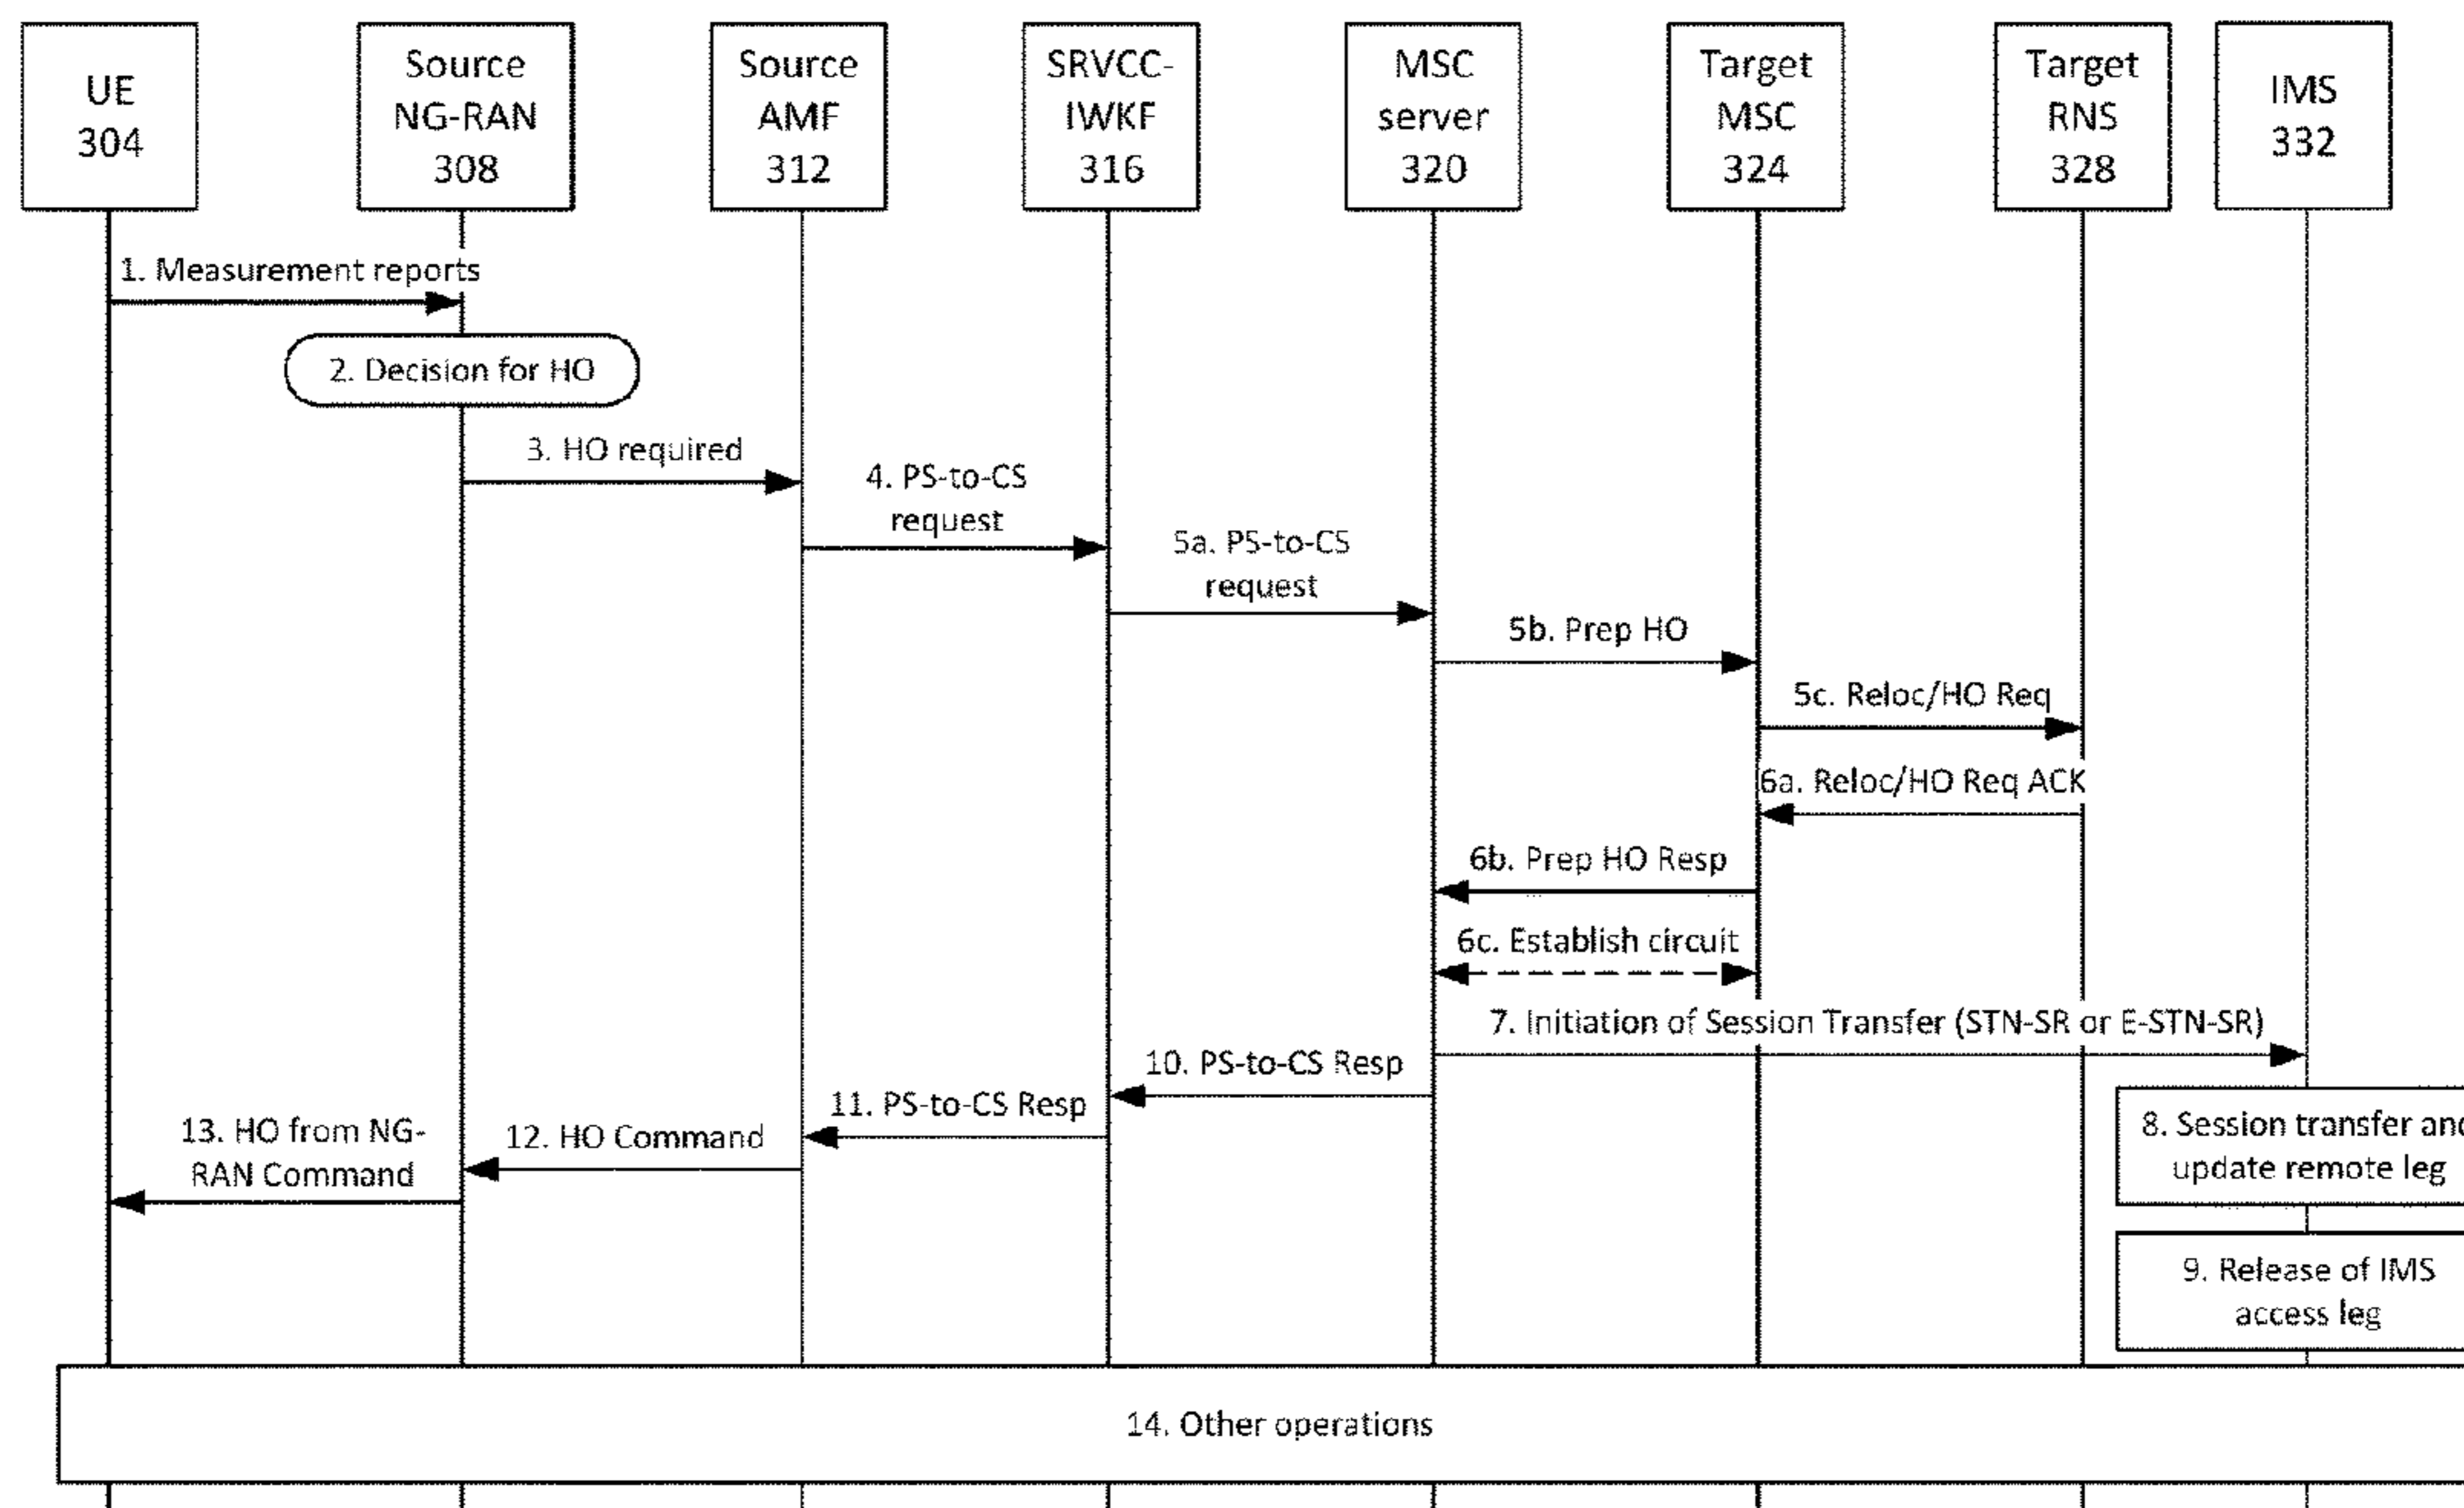 UE
304
Source
NG-RAN
308
Source
AMF
312
SRVCC-
IWKF
316
MSC
server
320
Target
MSC
324
Target
RNS
328
IMS
332
1. Measurement reports
2. Decision for HO
3. HO required
4. PS-to-CS
request
5a. PS-to-CS
request
5b. Prep HO
5c. Reloc/HO Req
6a. Reloc/HO Req ACK
6b. Prep HO Resp
6c. Establish circuit
7. Initiation of Session Transfer (STN-SR or E-STN-SR)
8. Session transfer and
update remote leg
9. Release of IMS
access leg
10. PS-to-CS Resp
11. PS-to-CS Resp
12. HO Command
13. HO from NG-
RAN Command
14. Other operations